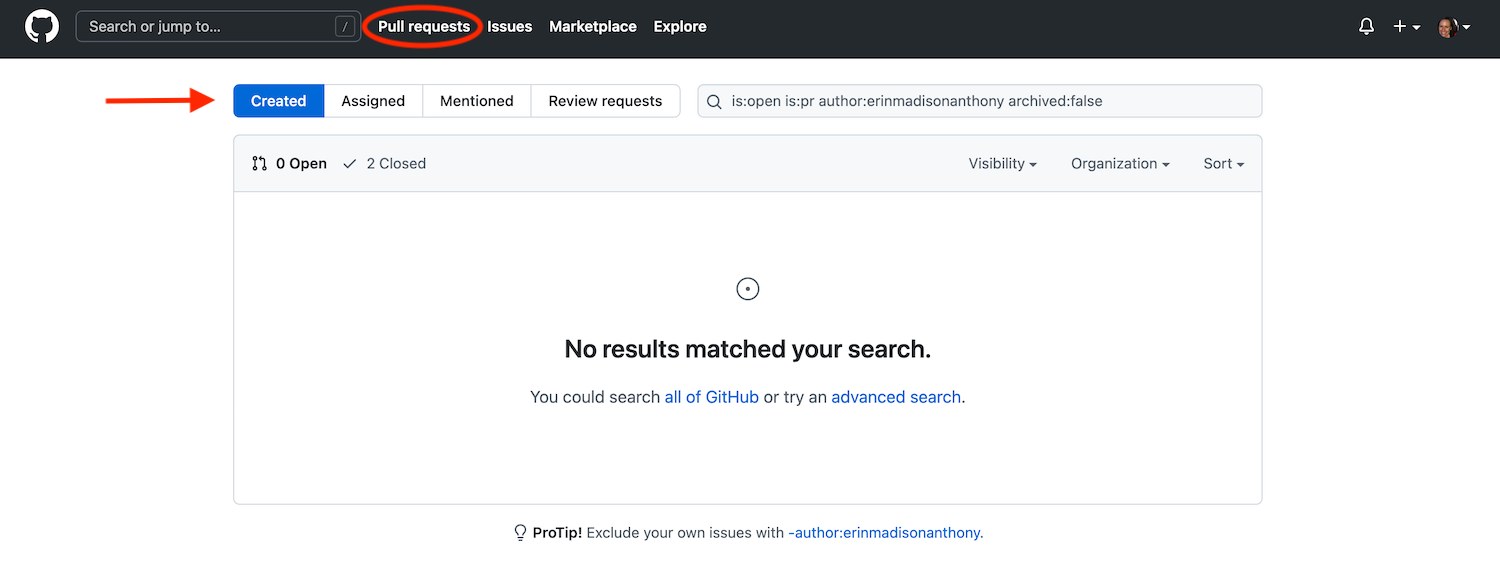 Search or jump to... / Pull requests Issues Marketplace Explore
Created Assigned Mentioned Review requests is:open is:pr author:erinmadisonanthony archived:false
0 Open 2 Closed Visibility Organization Sort
No results matched your search.
You could search all of GitHub or try an advanced search.
ProTip! Exclude your own issues with -author:erinmadisonanthony.